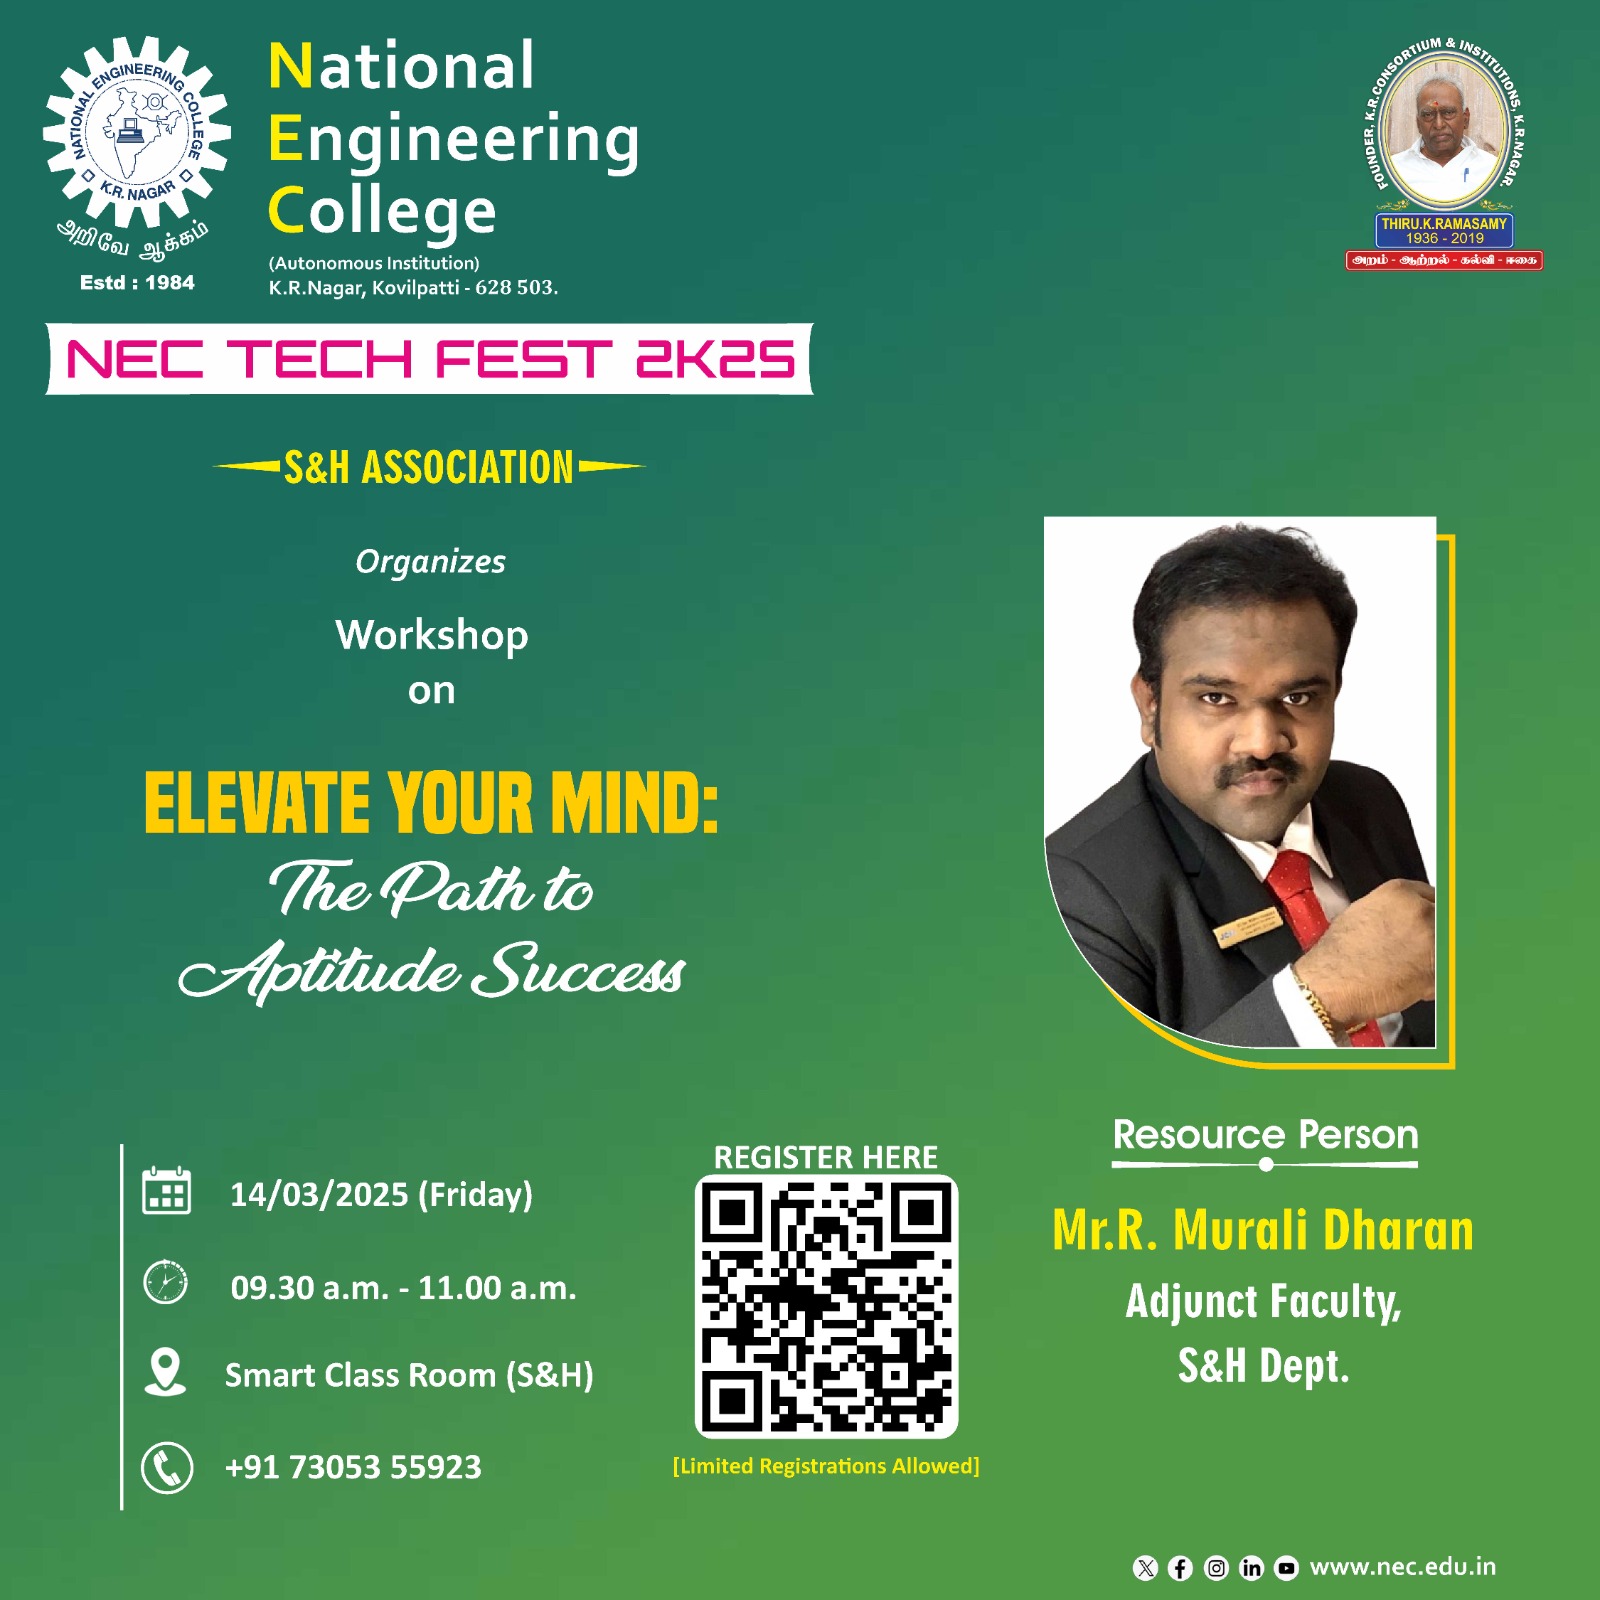 NATIONAL ENGINEERING COLLEGE
K.R. NAGAR
அறிவே ஆக்கம்
Estd : 1984
National
Engineering
College
(Autonomous Institution)
K.R.Nagar, Kovilpatti - 628 503.
FOUNDER, K.R.CONSORTIUM & INSTITUTIONS, K.R.NAGAR.
THIRU.K.RAMASAMY
1936 - 2019
அறம் - ஆற்றல் - கல்வி - ஈகை
NEC TECH FEST 2K25
S&H ASSOCIATION
Organizes
Workshop
on
ELEVATE YOUR MIND:
The Path to
Aptitude Success
14/03/2025 (Friday)
09.30 a.m. - 11.00 a.m.
Smart Class Room (S&H)
+91 73053 55923
REGISTER HERE
[Limited Registrations Allowed]
Resource Person
Mr.R. Murali Dharan
Adjunct Faculty,
S&H Dept.
www.nec.edu.in